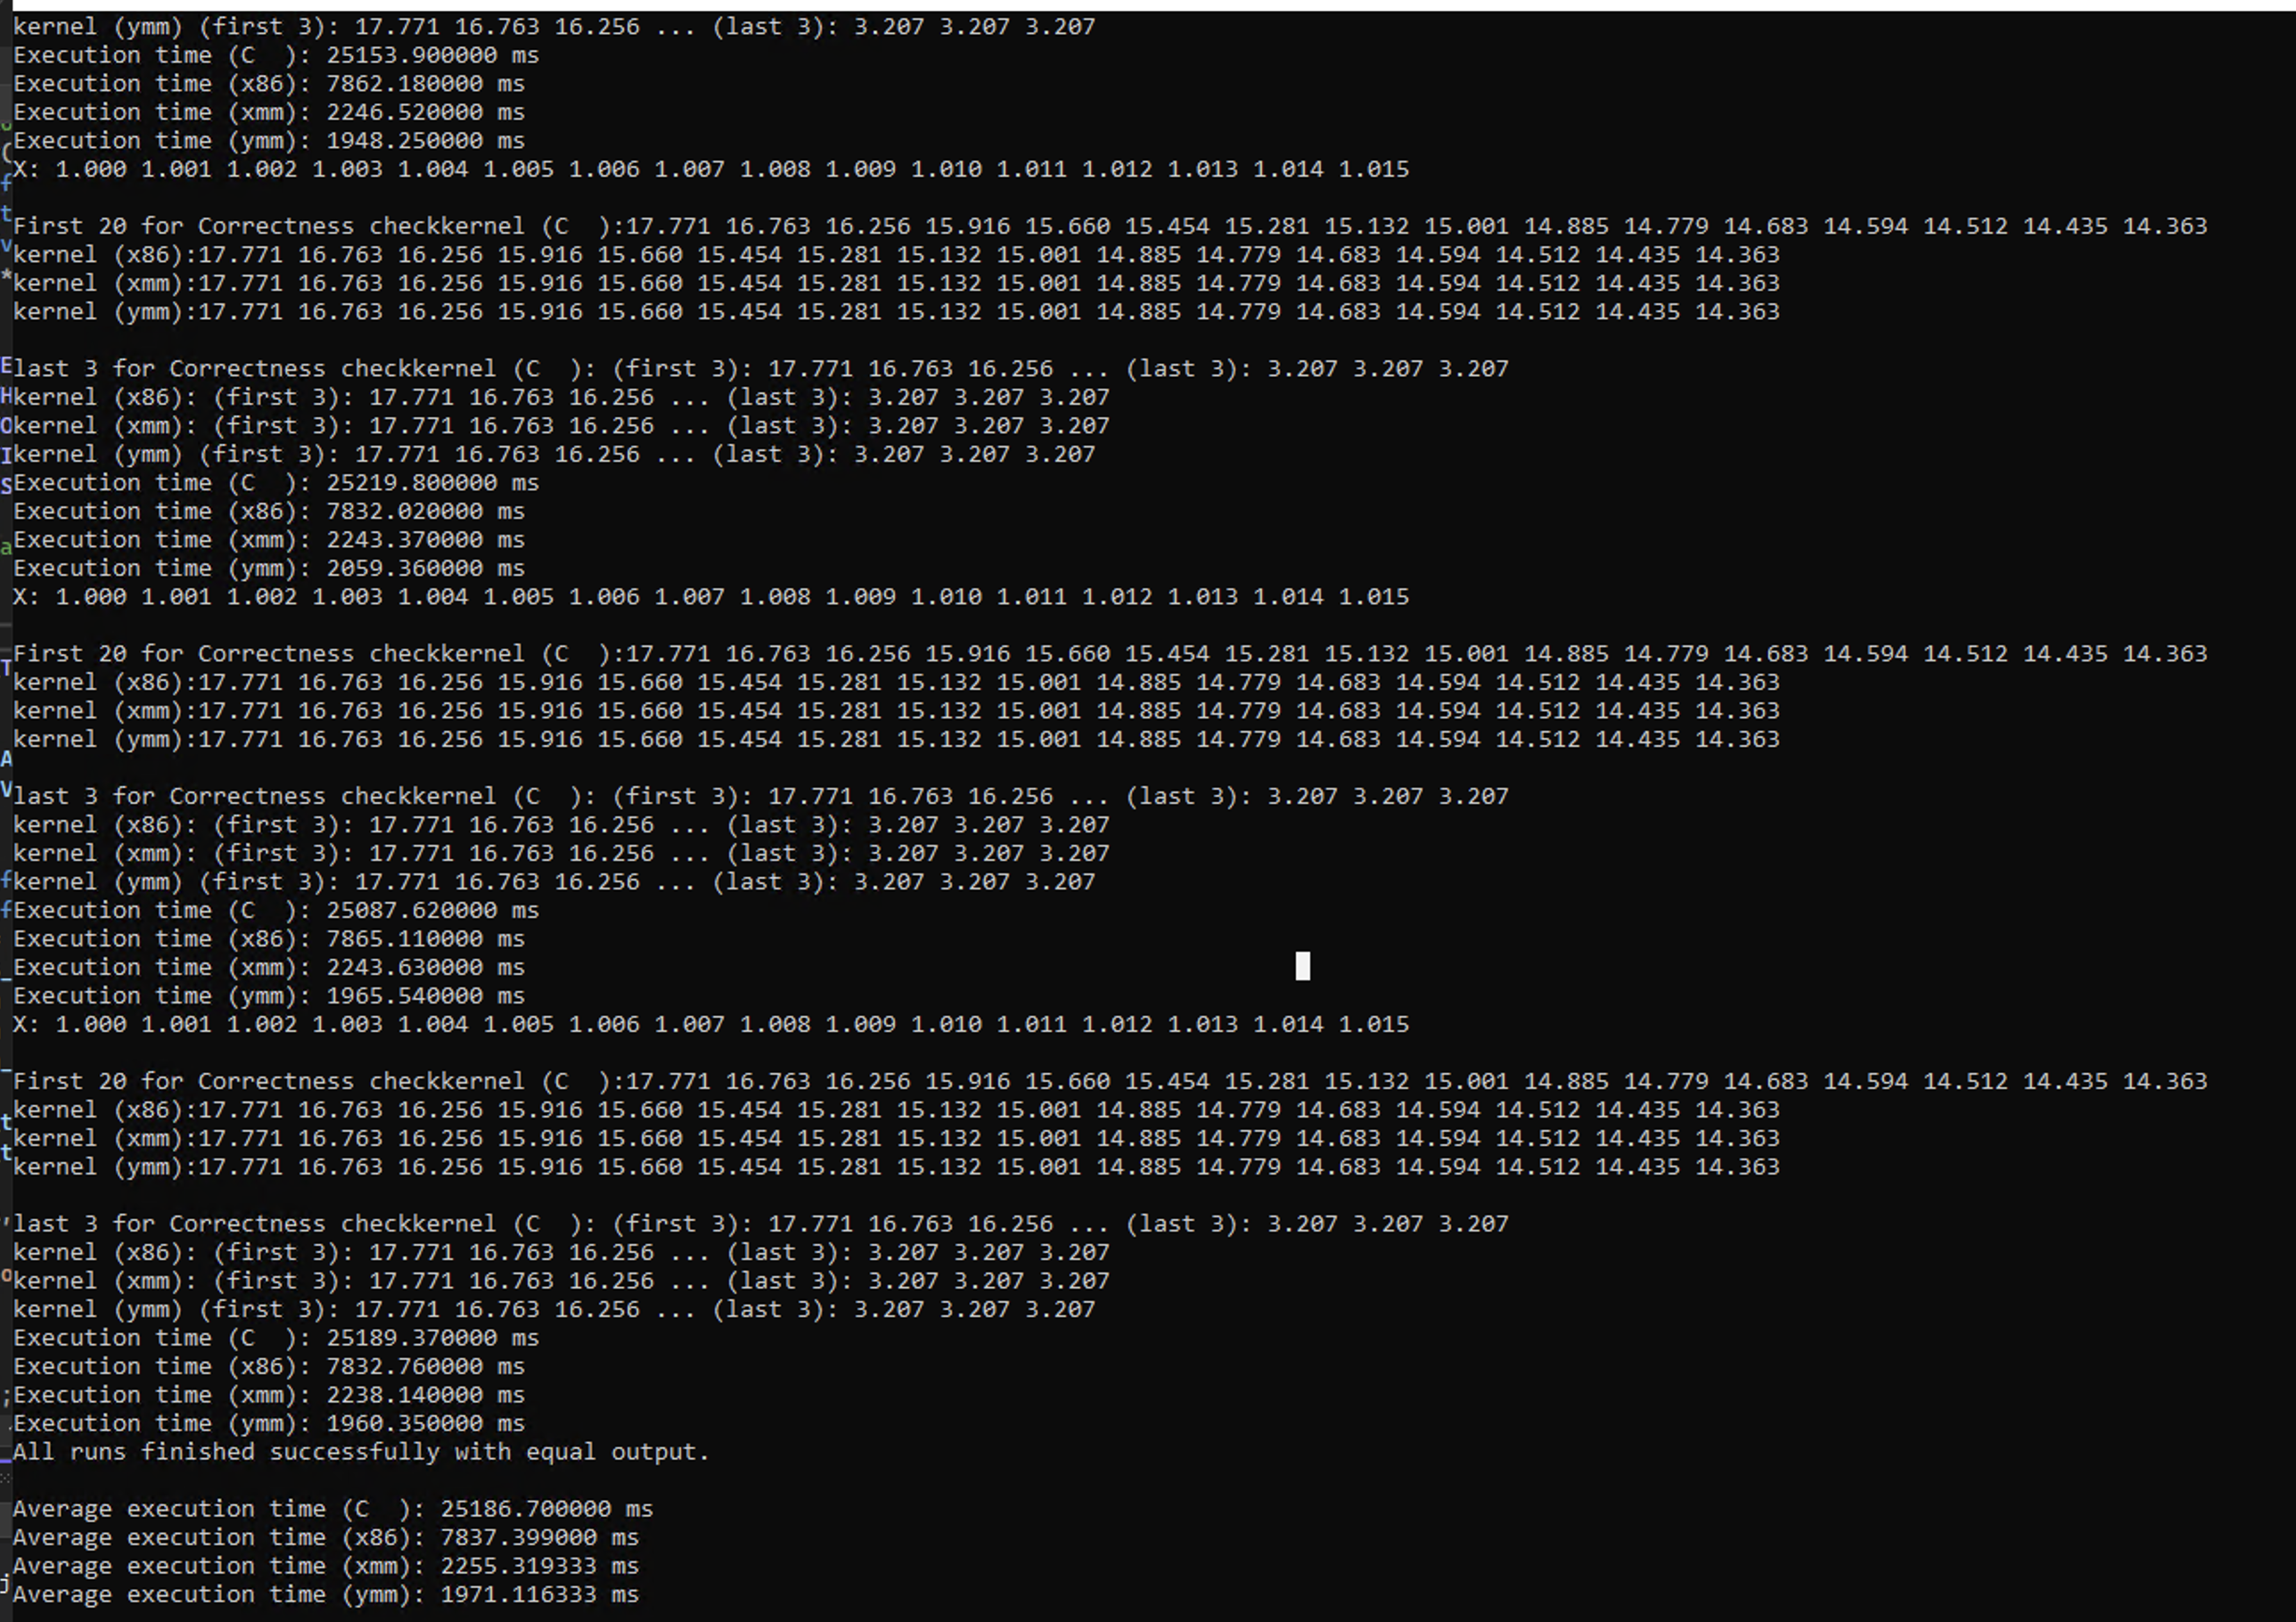 kernel (ymm) (first 3): 17.771 16.763 16.256 ... (last 3): 3.207 3.207 3.207
Execution time (C  ): 25153.900000 ms
Execution time (x86): 7862.180000 ms
Execution time (xmm): 2246.520000 ms
Execution time (ymm): 1948.250000 ms
X: 1.000 1.001 1.002 1.003 1.004 1.005 1.006 1.007 1.008 1.009 1.010 1.011 1.012 1.013 1.014 1.015
First 20 for Correctness checkkernel (C  ):17.771 16.763 16.256 15.916 15.660 15.454 15.281 15.132 15.001 14.885 14.779 14.683 14.594 14.512 14.435 14.363
kernel (x86):17.771 16.763 16.256 15.916 15.660 15.454 15.281 15.132 15.001 14.885 14.779 14.683 14.594 14.512 14.435 14.363
kernel (xmm):17.771 16.763 16.256 15.916 15.660 15.454 15.281 15.132 15.001 14.885 14.779 14.683 14.594 14.512 14.435 14.363
kernel (ymm):17.771 16.763 16.256 15.916 15.660 15.454 15.281 15.132 15.001 14.885 14.779 14.683 14.594 14.512 14.435 14.363
last 3 for Correctness checkkernel (C  ): (first 3): 17.771 16.763 16.256 ... (last 3): 3.207 3.207 3.207
kernel (x86): (first 3): 17.771 16.763 16.256 ... (last 3): 3.207 3.207 3.207
kernel (xmm): (first 3): 17.771 16.763 16.256 ... (last 3): 3.207 3.207 3.207
kernel (ymm) (first 3): 17.771 16.763 16.256 ... (last 3): 3.207 3.207 3.207
Execution time (C  ): 25219.800000 ms
Execution time (x86): 7832.020000 ms
Execution time (xmm): 2243.370000 ms
Execution time (ymm): 2059.360000 ms
X: 1.000 1.001 1.002 1.003 1.004 1.005 1.006 1.007 1.008 1.009 1.010 1.011 1.012 1.013 1.014 1.015
First 20 for Correctness checkkernel (C  ):17.771 16.763 16.256 15.916 15.660 15.454 15.281 15.132 15.001 14.885 14.779 14.683 14.594 14.512 14.435 14.363
kernel (x86):17.771 16.763 16.256 15.916 15.660 15.454 15.281 15.132 15.001 14.885 14.779 14.683 14.594 14.512 14.435 14.363
kernel (xmm):17.771 16.763 16.256 15.916 15.660 15.454 15.281 15.132 15.001 14.885 14.779 14.683 14.594 14.512 14.435 14.363
kernel (ymm):17.771 16.763 16.256 15.916 15.660 15.454 15.281 15.132 15.001 14.885 14.779 14.683 14.594 14.512 14.435 14.363
last 3 for Correctness checkkernel (C  ): (first 3): 17.771 16.763 16.256 ... (last 3): 3.207 3.207 3.207
kernel (x86): (first 3): 17.771 16.763 16.256 ... (last 3): 3.207 3.207 3.207
kernel (xmm): (first 3): 17.771 16.763 16.256 ... (last 3): 3.207 3.207 3.207
kernel (ymm) (first 3): 17.771 16.763 16.256 ... (last 3): 3.207 3.207 3.207
Execution time (C  ): 25087.620000 ms
Execution time (x86): 7865.110000 ms
Execution time (xmm): 2243.630000 ms
Execution time (ymm): 1965.540000 ms
X: 1.000 1.001 1.002 1.003 1.004 1.005 1.006 1.007 1.008 1.009 1.010 1.011 1.012 1.013 1.014 1.015
First 20 for Correctness checkkernel (C  ):17.771 16.763 16.256 15.916 15.660 15.454 15.281 15.132 15.001 14.885 14.779 14.683 14.594 14.512 14.435 14.363
kernel (x86):17.771 16.763 16.256 15.916 15.660 15.454 15.281 15.132 15.001 14.885 14.779 14.683 14.594 14.512 14.435 14.363
kernel (xmm):17.771 16.763 16.256 15.916 15.660 15.454 15.281 15.132 15.001 14.885 14.779 14.683 14.594 14.512 14.435 14.363
kernel (ymm):17.771 16.763 16.256 15.916 15.660 15.454 15.281 15.132 15.001 14.885 14.779 14.683 14.594 14.512 14.435 14.363
last 3 for Correctness checkkernel (C  ): (first 3): 17.771 16.763 16.256 ... (last 3): 3.207 3.207 3.207
kernel (x86): (first 3): 17.771 16.763 16.256 ... (last 3): 3.207 3.207 3.207
kernel (xmm): (first 3): 17.771 16.763 16.256 ... (last 3): 3.207 3.207 3.207
kernel (ymm) (first 3): 17.771 16.763 16.256 ... (last 3): 3.207 3.207 3.207
Execution time (C  ): 25189.370000 ms
Execution time (x86): 7832.760000 ms
Execution time (xmm): 2238.140000 ms
Execution time (ymm): 1960.350000 ms
All runs finished successfully with equal output.
Average execution time (C  ): 25186.700000 ms
Average execution time (x86): 7837.399000 ms
Average execution time (xmm): 2255.319333 ms
Average execution time (ymm): 1971.116333 ms